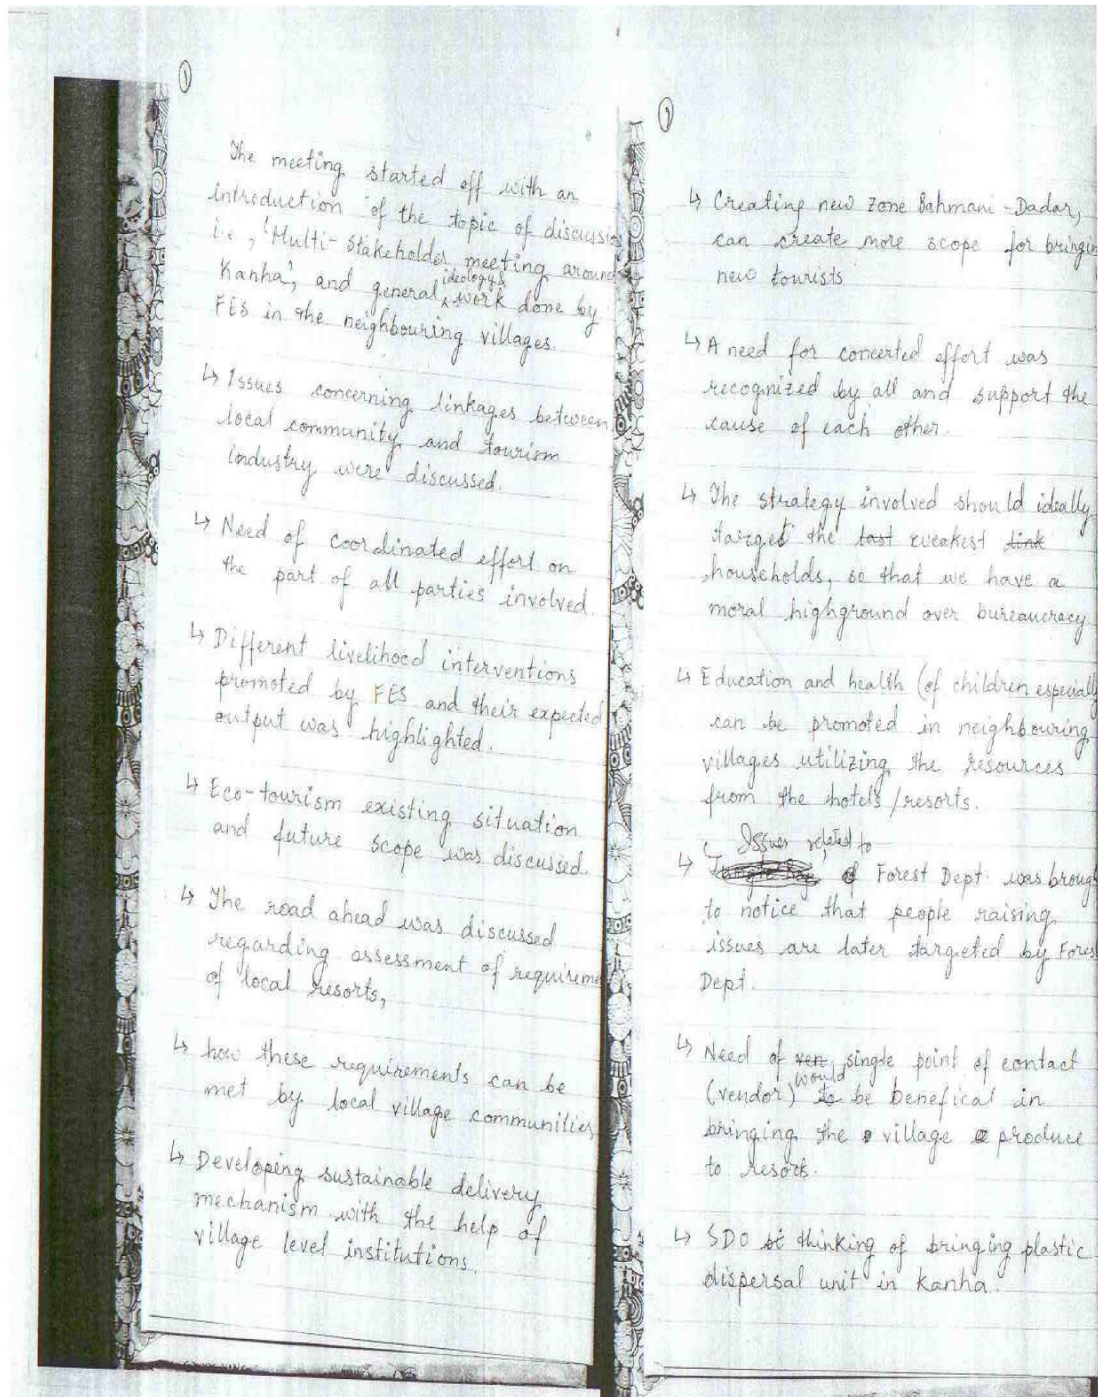 ①
The meeting started off with an
introduction of the topic of discussi
i.e, 'Multi-stakeholder meeting around
Kanha', and general ideology & work done by
FES in the neighbouring villages.
↳ Issues concerning linkages between
local community and tourism
industry were discussed.
↳ Need of coordinated effort on
the part of all parties involved.
↳ Different livelihood interventions
promoted by FES and their expected
output was highlighted.
↳ Eco-tourism existing situation
and future scope was discussed
↳ The road ahead was discussed
regarding assessment of requireme
of local resorts,
↳ how these requirements can be
met by local village communities
↳ Developing sustainable delivery
mechanism with the help of
village level institutions.
↳ Creating new zone Bahmani-Dadar,
can create more scope for bringin
new tourists
↳ A need for concerted effort was
recognized by all and support the
cause of each other.
↳ The strategy involved should ideally
target the last weakest link
households, so that we have a
moral highground over bureaucracy.
↳ Education and health (of children especially
can be promoted in neighbouring
villages utilizing the resources
from the hotels/resorts.
Issues related to
↳ Forest Dept. was brough
to notice that people raising
issues are later targeted by Fores
Dept.
↳ Need of ven single point of contact
(vendor) would to be benefical in
bringing the village produce
to resorts.
↳ SDO thinking of bringing plastic
dispersal unit in Kanha.